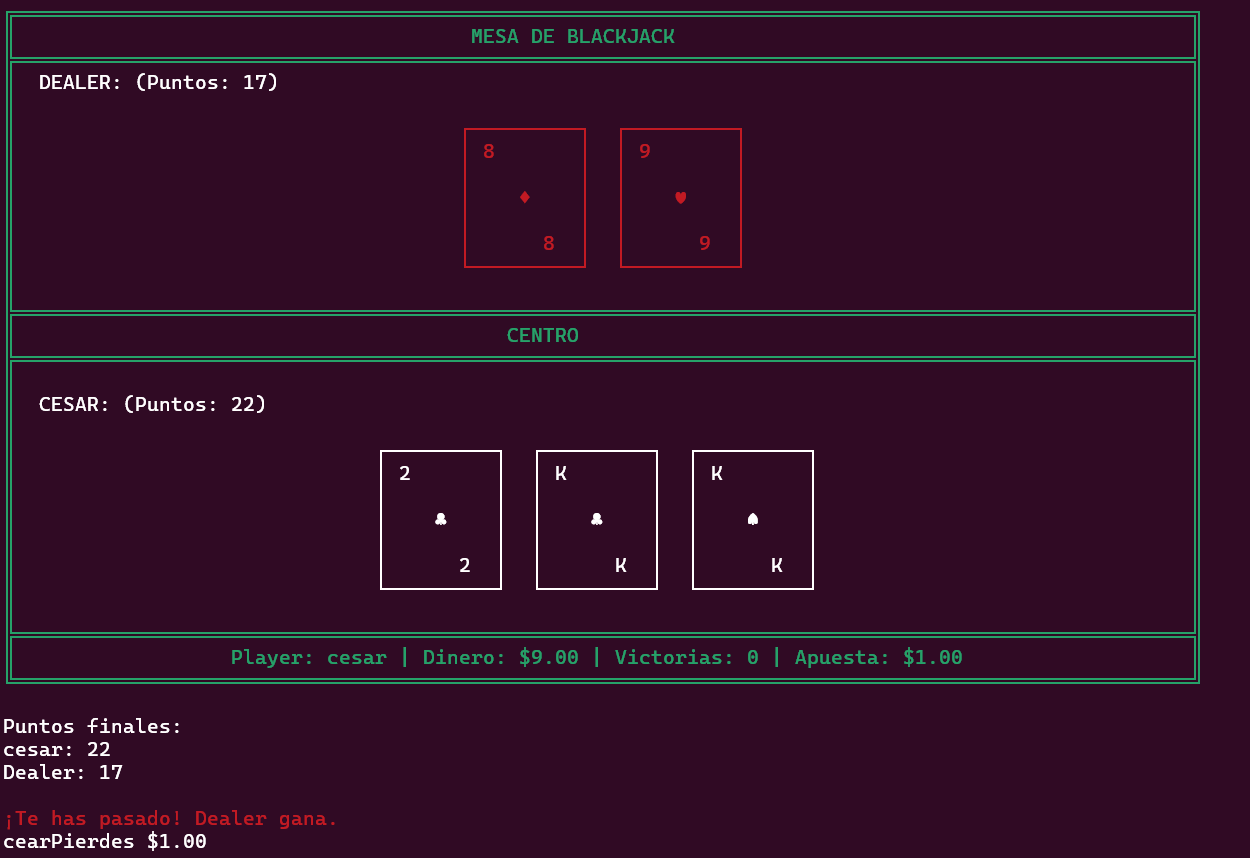 MESA DE BLACKJACK
DEALER: (Puntos: 17)
8 9
♦ ♥
8 9
CENTRO
CESAR: (Puntos: 22)
2 K K
♣ ♣ ♠
2 K K
Player: cesar | Dinero: $9.00 | Victorias: 0 | Apuesta: $1.00
Puntos finales:
cesar: 22
Dealer: 17
¡Te has pasado! Dealer gana.
cearPierdes $1.00